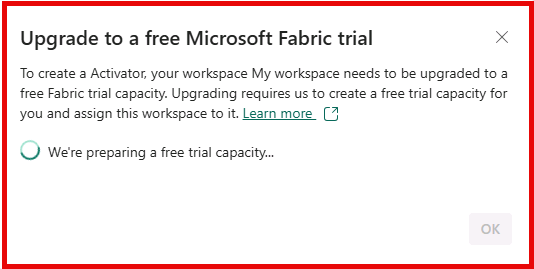 Upgrade to a free Microsoft Fabric trial
To create a Activator, your workspace My workspace needs to be upgraded to a
free Fabric trial capacity. Upgrading requires us to create a free trial capacity for
you and assign this workspace to it. Learn more
We're preparing a free trial capacity...
OK